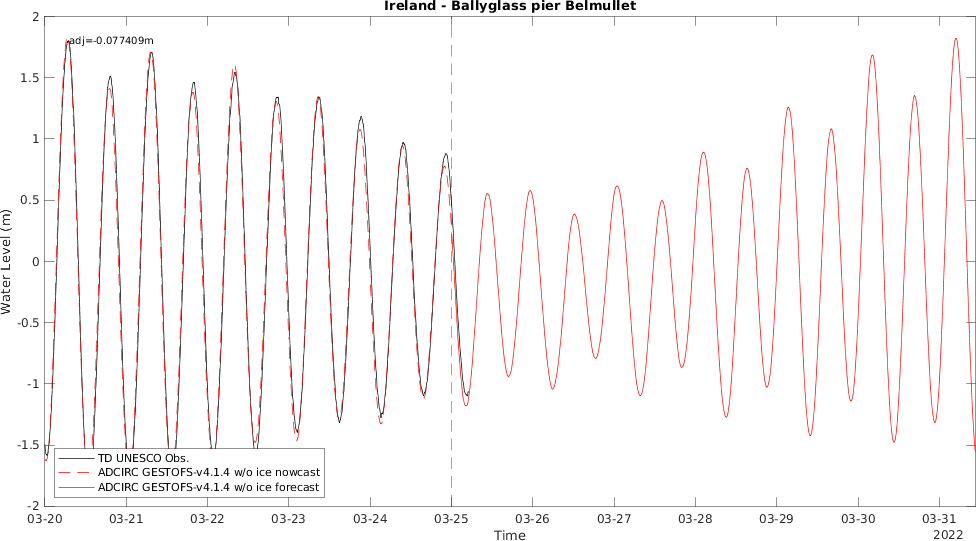 Ireland - Ballyglass pier Belmullet
adj=-0.077409m
Water Level (m)
2
1.5
1
0.5
0
-0.5
-1
-1.5
-2
TD UNESCO Obs.
ADCIRC GESTOFS-v4.1.4 w/o ice nowcast
ADCIRC GESTOFS-v4.1.4 w/o ice forecast
03-20 03-21 03-22 03-23 03-24 03-25 03-26 03-27 03-28 03-29 03-30 03-31
Time
2022